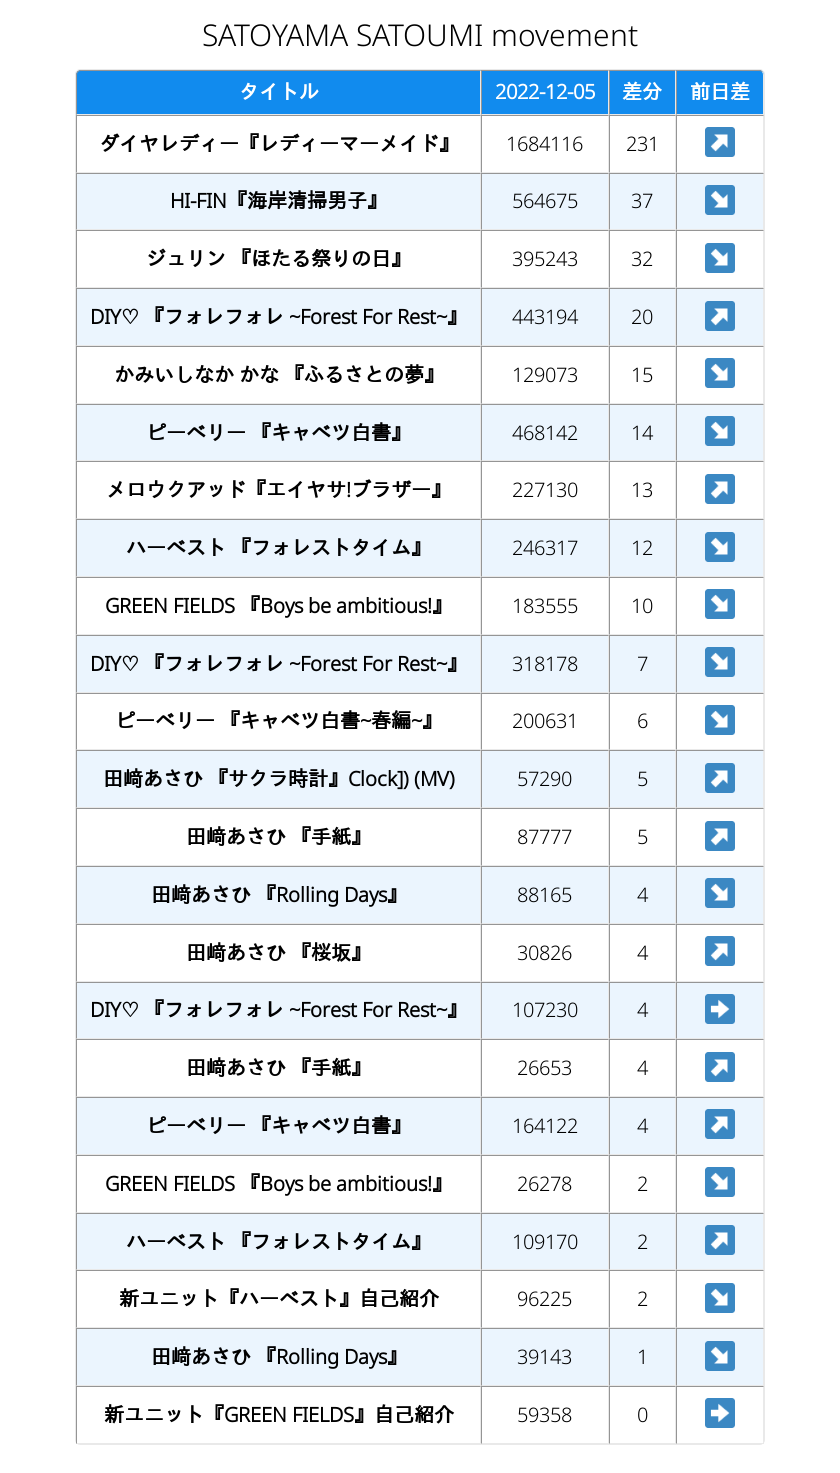 SATOYAMA SATOUMI movement
タイトル 2022-12-05 差分 前日差
ダイヤレディー『レディーマーメイド』 1684116 231
HI-FIN『海岸清掃男子』 564675 37
ジュリン 『ほたる祭りの日』 395243 32
DIY♡ 『フォレフォレ ~Forest For Rest~』 443194 20
かみいしなか かな 『ふるさとの夢』 129073 15
ピーベリー 『キャベツ白書』 468142 14
メロウクアッド『エイヤサ!ブラザー』 227130 13
ハーベスト 『フォレストタイム』 246317 12
GREEN FIELDS 『Boys be ambitious!』 183555 10
DIY♡ 『フォレフォレ ~Forest For Rest~』 318178 7
ピーベリー 『キャベツ白書~春編~』 200631 6
田﨑あさひ 『サクラ時計』Clock]) (MV) 57290 5
田﨑あさひ 『手紙』 87777 5
田﨑あさひ 『Rolling Days』 88165 4
田﨑あさひ 『桜坂』 30826 4
DIY♡ 『フォレフォレ ~Forest For Rest~』 107230 4
田﨑あさひ 『手紙』 26653 4
ピーベリー 『キャベツ白書』 164122 4
GREEN FIELDS 『Boys be ambitious!』 26278 2
ハーベスト 『フォレストタイム』 109170 2
新ユニット『ハーベスト』自己紹介 96225 2
田﨑あさひ 『Rolling Days』 39143 1
新ユニット『GREEN FIELDS』自己紹介 59358 0